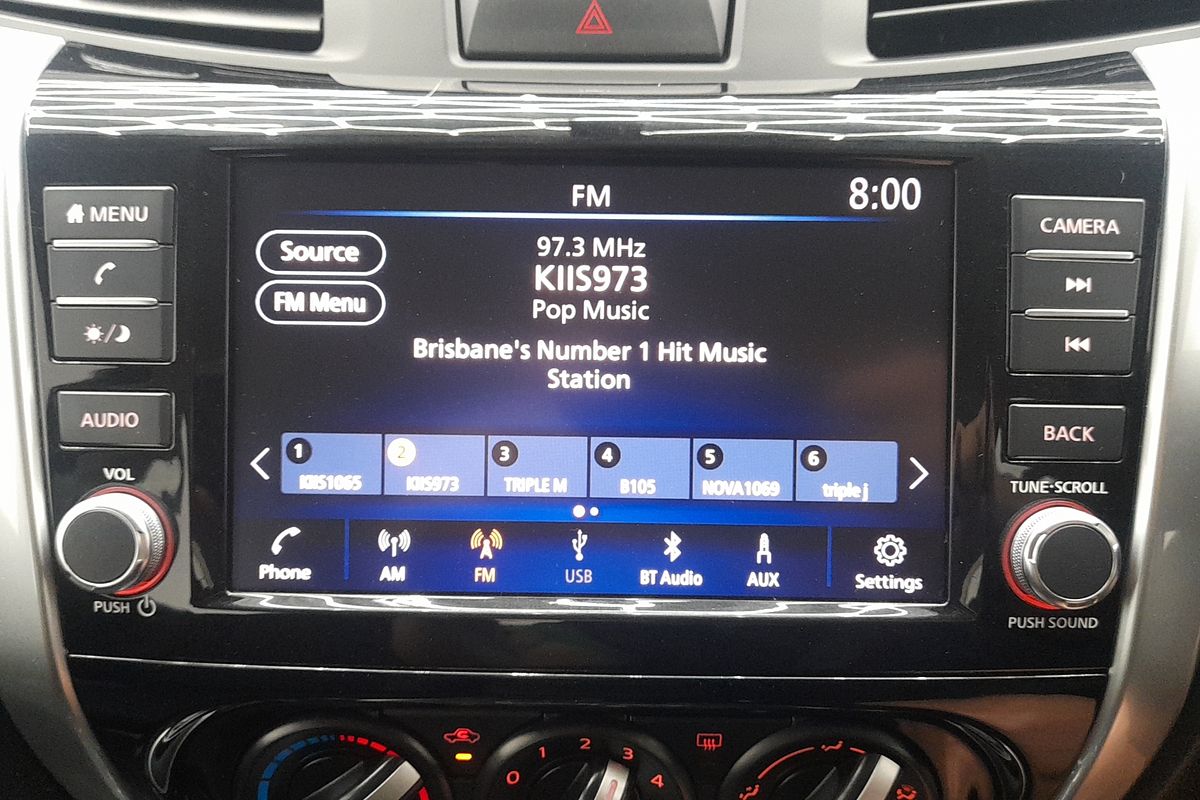 FM
8:00
MENU
CAMERA
Source
97.3 MHz
KIIS973
FM Menu
Pop Music
Brisbane's Number 1 Hit Music
Station
AUDIO
BACK
1
2
3
4
5
6
KIIS1065
KIIS973
TRIPLE M
B105
NOVA1069
triple j
VOL
TUNE·SCROLL
Phone
AM
FM
USB
BT Audio
AUX
Settings
PUSH
PUSH SOUND
0
1
2
3
4